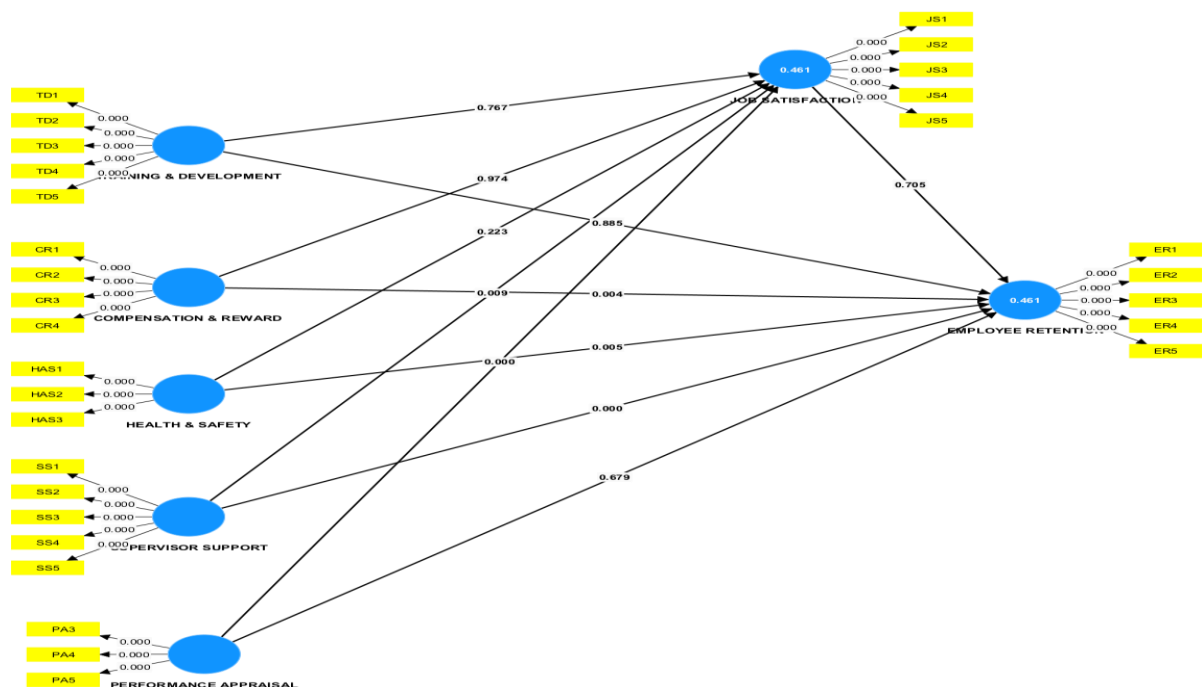 JS1
JS2
JS3
JS4
JS5
0.000
0.000
0.000
0.000
0.000
0.461
JOB SATISFACTION
TD1
TD2
TD3
TD4
TD5
0.000
0.000
0.000
0.000
0.000
TRAINING & DEVELOPMENT
0.767
0.974
0.705
0.223
0.885
CR1
CR2
CR3
CR4
0.000
0.000
0.000
0.000
COMPENSATION & REWARD
0.009
0.004
ER1
ER2
ER3
ER4
ER5
0.000
0.000
0.000
0.000
0.000
0.461
EMPLOYEE RETENTION
HAS1
HAS2
HAS3
0.000
0.000
0.000
HEALTH & SAFETY
0.000
0.005
0.000
SS1
SS2
SS3
SS4
SS5
0.000
0.000
0.000
0.000
0.000
SUPERVISOR SUPPORT
0.679
PA3
PA4
PA5
0.000
0.000
0.000
PERFORMANCE APPRAISAL